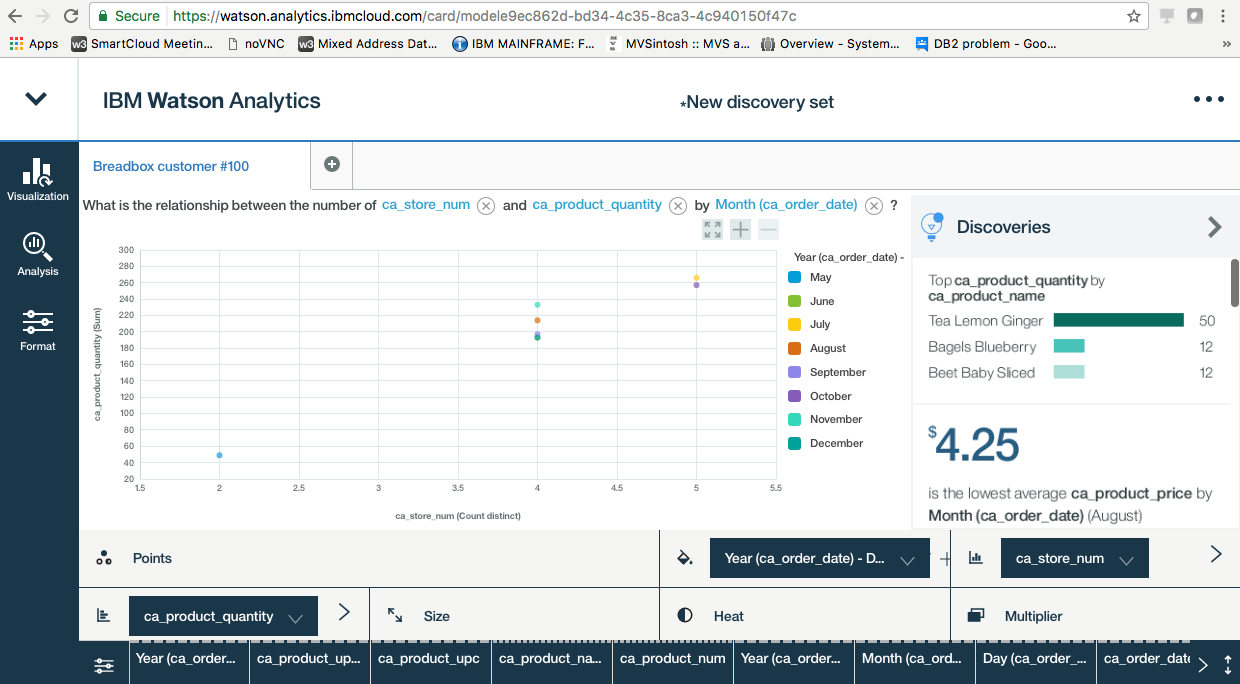 Secure https://watson.analytics.ibmcloud.com/card/modele9ec862d-bd34-4c35-8ca3-4c940150f47c
Apps w3 SmartCloud Meetin... noVNC w3 Mixed Address Dat... IBM MAINFRAME: F... MVSintosh :: MVS a... Overview - System... DB2 problem - Goo... »
IBM Watson Analytics
*New discovery set
Breadbox customer #100
Visualization
Analysis
Format
What is the relationship between the number of ca_store_num and ca_product_quantity by Month (ca_order_date) ?
300
280
260
240
220
200
180
160
140
120
100
80
60
40
20
ca_product_quantity (Sum)
1.5 2 2.5 3 3.5 4 4.5 5 5.5
ca_store_num (Count distinct)
Year (ca_order_date) -
May
June
July
August
September
October
November
December
Discoveries
Top ca_product_quantity by
ca_product_name
Tea Lemon Ginger 50
Bagels Blueberry 12
Beet Baby Sliced 12
$4.25
is the lowest average ca_product_price by
Month (ca_order_date) (August)
Points
Year (ca_order_date) - D...
ca_store_num
ca_product_quantity
Size
Heat
Multiplier
Year (ca_order... ca_product_up... ca_product_upc ca_product_na... ca_product_num Year (ca_order... Month (ca_ord... Day (ca_order_... ca_order_date